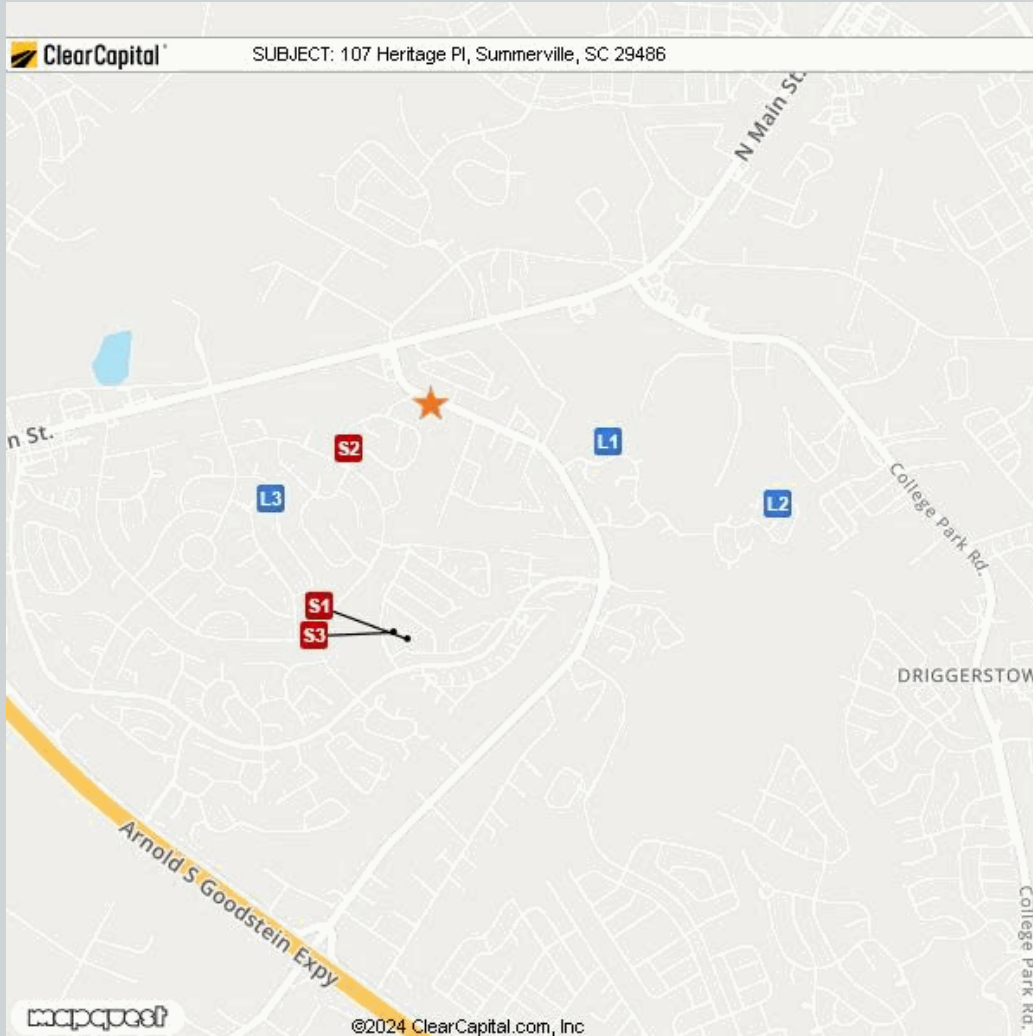 ClearCapital SUBJECT: 107 Heritage Pl, Summerville, SC 29486
N Main St.
n St.
S2
L1
L3
L2
College Park Rd.
S1
S3
DRIGGERSTOW
Arnold S Goodstein Expy
College Park Rd.
mapquest
©2024 ClearCapital.com, Inc